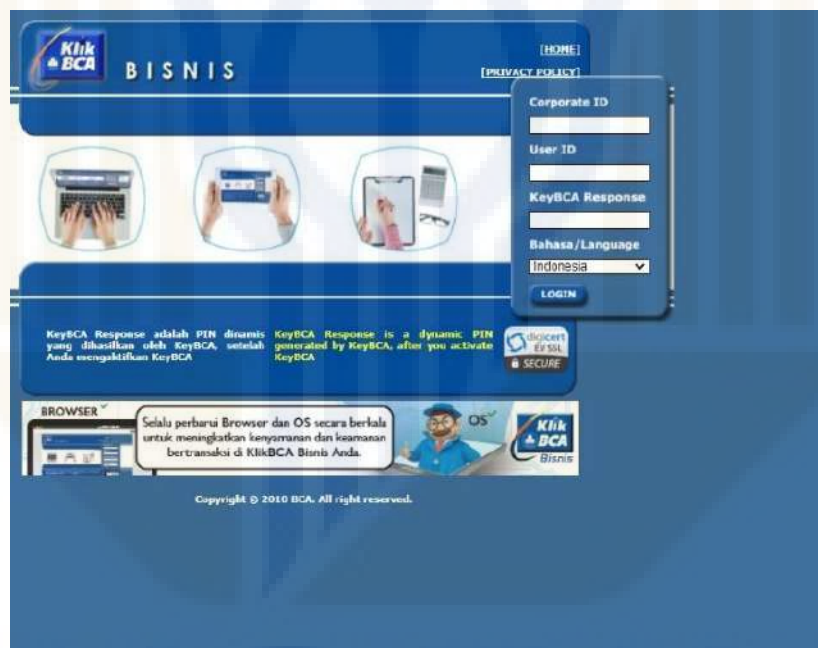 Klik
BCA
BISNIS
[HOME]
[PRIVACY POLICY]
Corporate ID
User ID
KeyBCA Response
Bahasa/Language
Indonesia
LOGIN
KeyBCA Response adalah PIN dinamis
yang dihasilkan oleh KeyBCA, setelah
Anda mengaktifkan KeyBCA
KeyBCA Response is a dynamic PIN
generated by KeyBCA, after you activate
KeyBCA
digicert
EV SSL
SECURE
BROWSER
Selalu perbarui Browser dan OS secara berkala
untuk meningkatkan kenyamanan dan keamanan
bertransaksi di KlikBCA Bisnis Anda.
OS
Klik
BCA
Bisnis
Copyright © 2010 BCA. All right reserved.